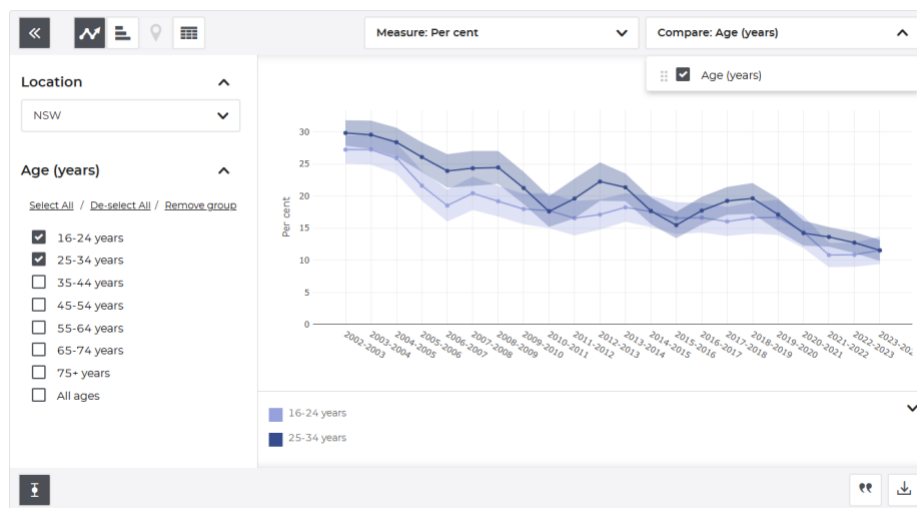 Measure: Per cent
Compare: Age (years)
Age (years)
Location
NSW
Age (years)
Select All / De-select All / Remove group
16-24 years
25-34 years
35-44 years
45-54 years
55-64 years
65-74 years
75+ years
All ages
Per cent
30
25
20
15
10
5
0
2002-2003
2003-2004
2004-2005
2005-2006
2006-2007
2007-2008
2008-2009
2009-2010
2010-2011
2011-2012
2012-2013
2013-2014
2014-2015
2015-2016
2016-2017
2017-2018
2018-2019
2019-2020
2020-2021
2021-2022
2022-2023
2023-202
16-24 years
25-34 years